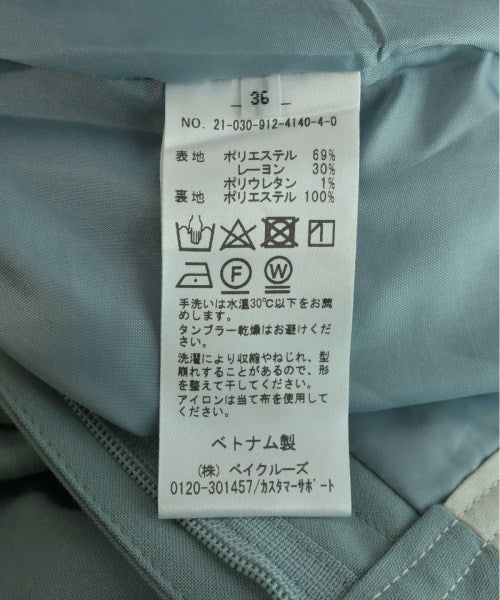 36
NO. 21-030-912-4140-4-0
表地 ポリエステル 69%
レーヨン 30%
ポリウレタン 1%
裏地 ポリエステル 100%
F W
手洗いは水温30℃以下をお薦
めします。
タンブラー乾燥はお避けくださ
い。
洗濯により収縮やねじれ、型
崩れすることがあるので、形
を整えて干してください。
アイロンは当て布を使用して
ください。
ベトナム製
(株) ベイクルーズ
0120-301457/カスタマーサポート